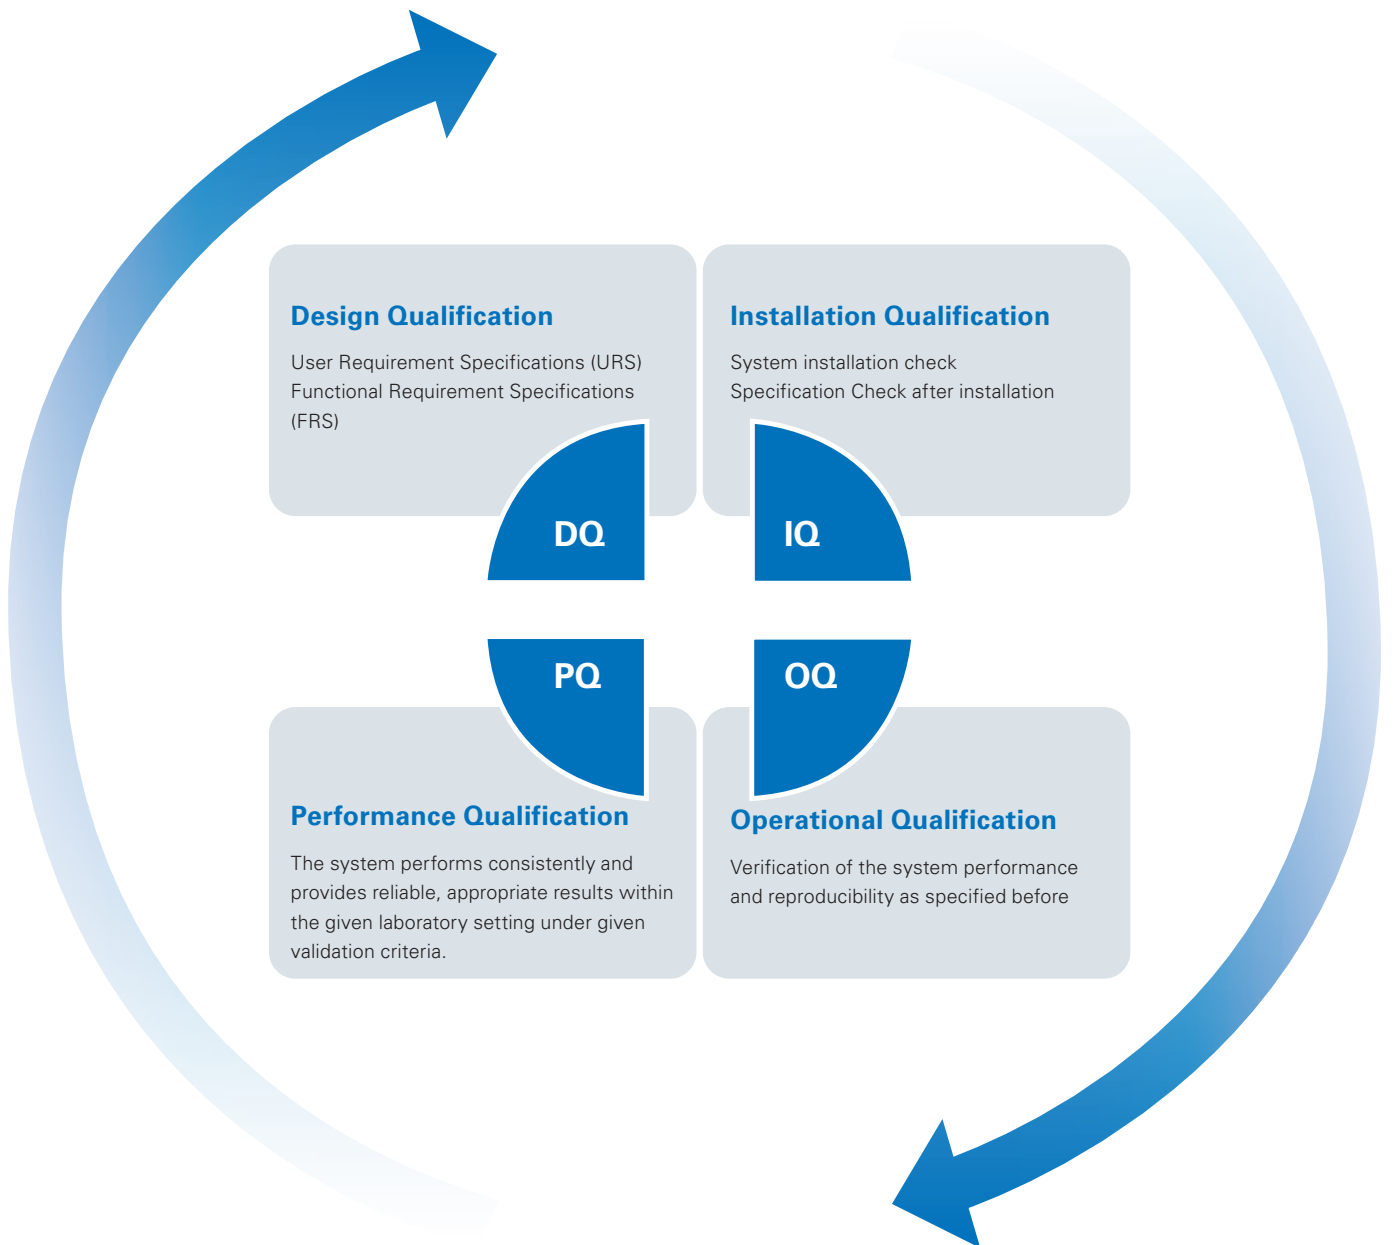 Design Qualification
User Requirement Specifications (URS)
Functional Requirement Specifications
(FRS)
DQ
Installation Qualification
System installation check
Specification Check after installation
IQ
PQ
Performance Qualification
The system performs consistently and
provides reliable, appropriate results within
the given laboratory setting under given
validation criteria.
OQ
Operational Qualification
Verification of the system performance
and reproducibility as specified before